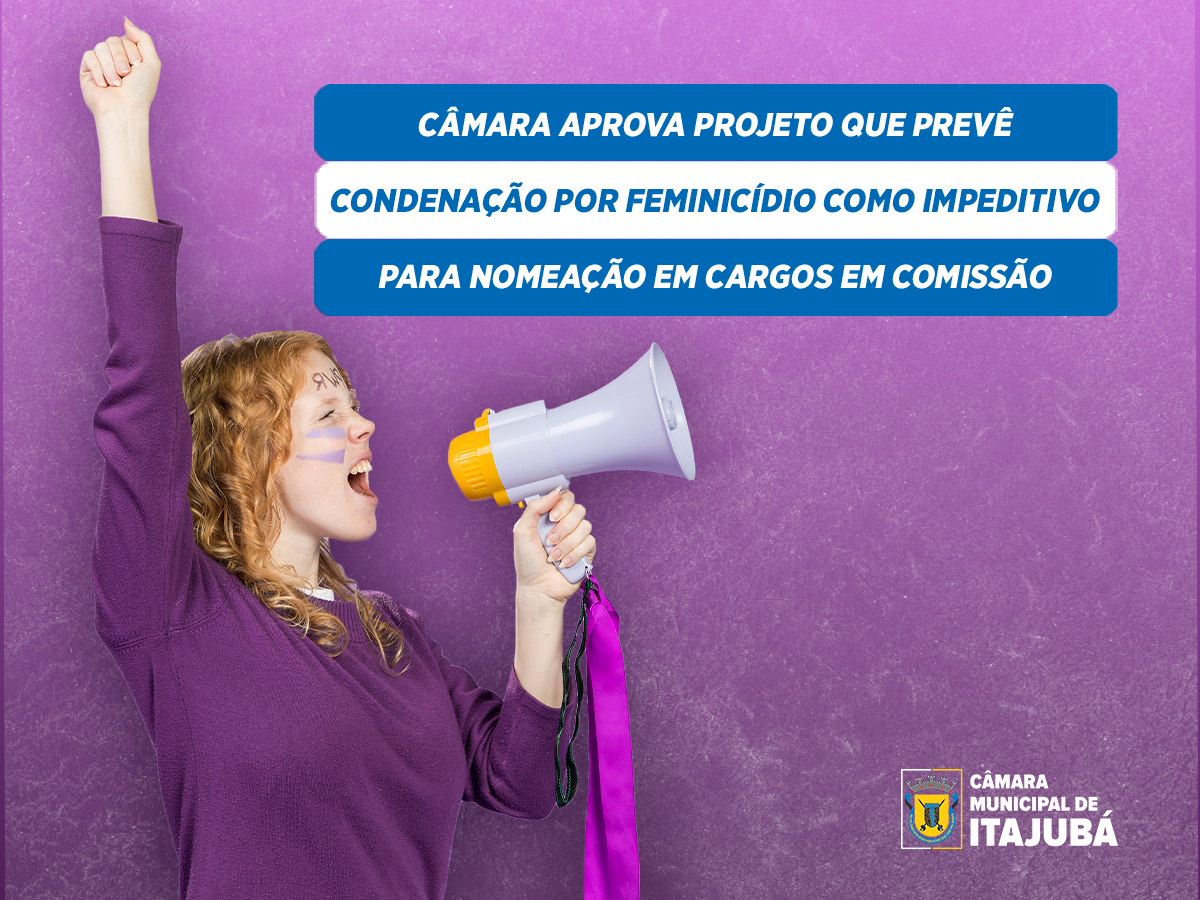 CÂMARA APROVA PROJETO QUE PREVÊ
CONDENAÇÃO POR FEMINICÍDIO COMO IMPEDITIVO
PARA NOMEAÇÃO EM CARGOS EM COMISSÃO
CÂMARA
MUNICIPAL DE
ITAJUBÁ